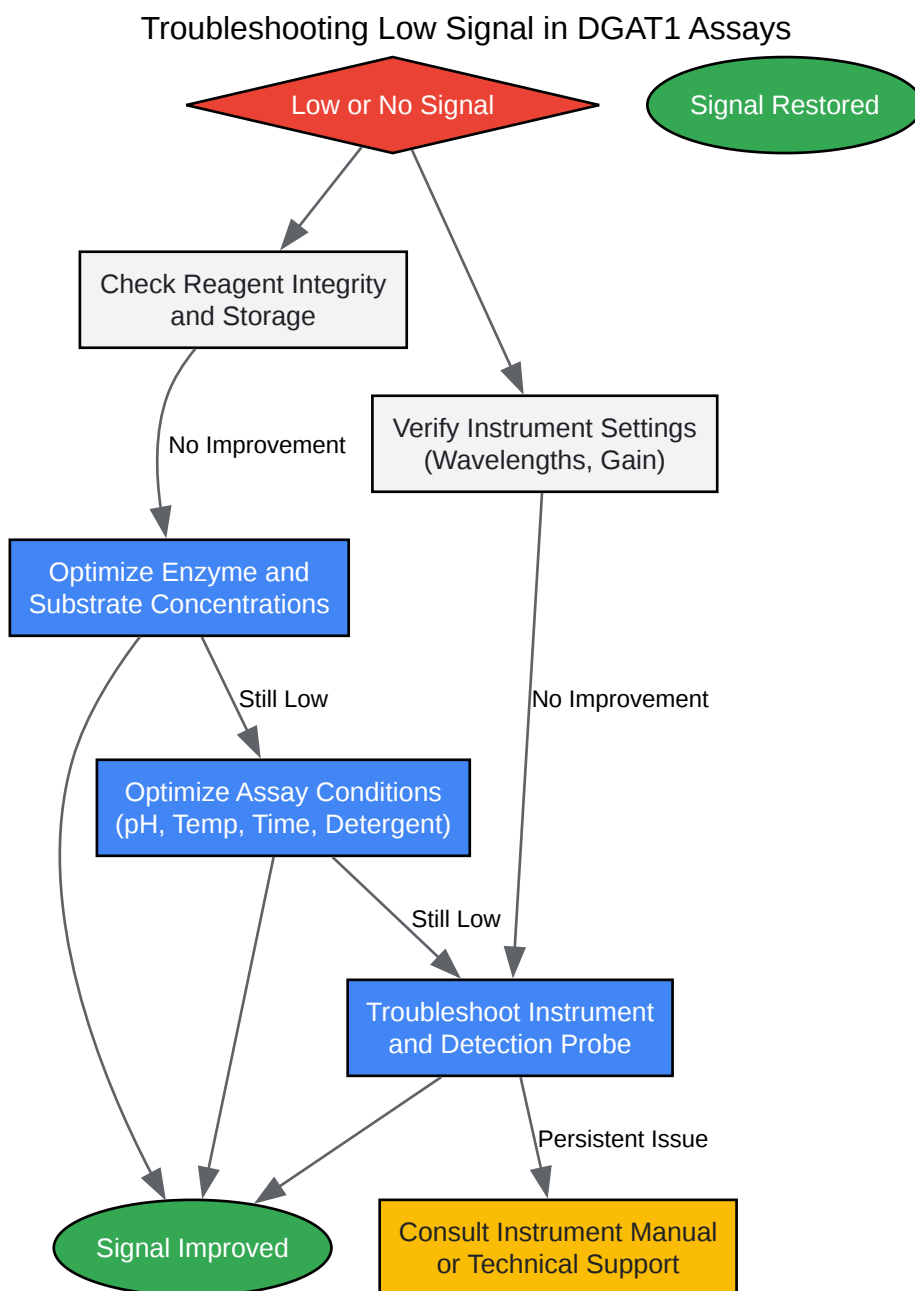 Troubleshooting Low Signal in DGAT1 Assays
Low or No Signal
Signal Restored
Check Reagent Integrity
and Storage
Verify Instrument Settings
(Wavelengths, Gain)
No Improvement
Optimize Enzyme and
Substrate Concentrations
Still Low
No Improvement
Optimize Assay Conditions
(pH, Temp, Time, Detergent)
Still Low
Troubleshoot Instrument
and Detection Probe
Persistent Issue
Signal Improved
Consult Instrument Manual
or Technical Support